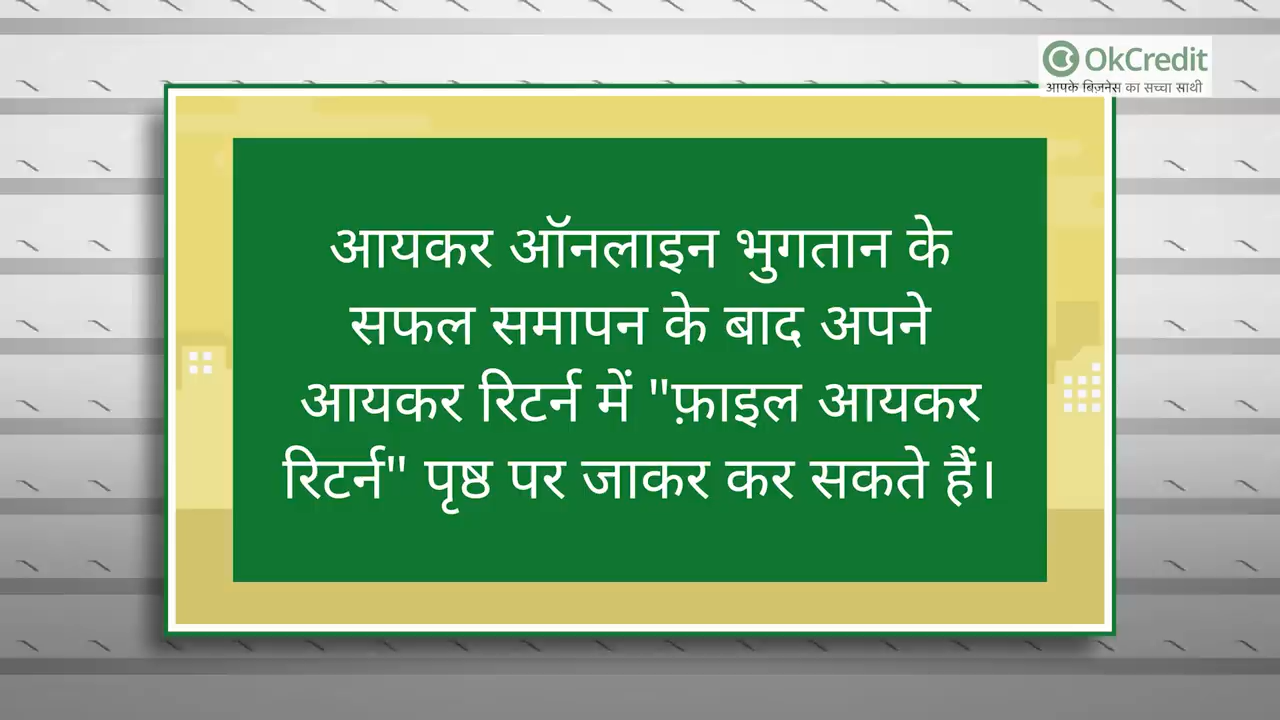 OkCredit
आपके बिज़नेस का सच्चा साथी
आयकर ऑनलाइन भुगतान के
सफल समापन के बाद अपने
आयकर रिटर्न में "फ़ाइल आयकर
रिटर्न" पृष्ठ पर जाकर कर सकते हैं।